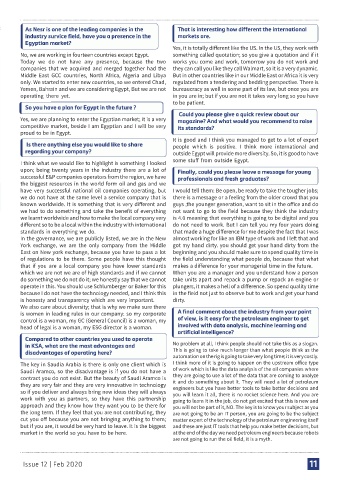 As Nesr is one of the leading companies in the
industry service field, have you a presence in the
Egyptian market?
No, we are working in fourteen countries except Egypt.
Today we do not have any presence, because the two
companies that we acquired and merged together had the
Middle East GCC countries, North Africa, Algeria and Libya
only. We started to enter new countries, so we entered Chad,
Yemen, Bahrain and we are considering Egypt, but we are not
operating there yet.
So you have a plan for Egypt in the future ?
Yes, we are planning to enter the Egyptian market; it is a very
competitive market, beside I am Egyptian and I will be very
proud to be in Egypt.
Is there anything else you would like to share
regarding your company?
I think what we would like to highlight is something I looked
upon; being twenty years in the industry there are a lot of
successful E&P companies operators from the region, we have
the biggest resources in the world form oil and gas and we
have very successful national oil companies operating, but
we do not have at the same level a service company that is
known worldwide. It is something that is very different and
we had to do something and take the benefit of everything
we learnt worldwide and how to make the local company very
different so to be a local within the industry with international
standards in everything we do.
In the governance, we are publicly listed, we are in the New
York exchange; we are the only company from the Middle
East on New york exchange, because you have to pass a lot
of regulations to be there. Some people have this thought
that if you are a local company you have lower standards
which we are not we are of high standards and if we cannot
do something we do not do it, we honestly say that we cannot
operate in this. You should use Schlumberger or Baker for this
because I do not have the technology needed, and I think this
is honesty and transparency which are very important.
We also care about diversity; that is why we make sure there
is women in leading roles in our company; so my corporate
control is a woman, my GC (General Council) is a woman, my
head of legal is a woman, my ESG director is a woman.
Compared to other countries you used to operate
in KSA, what are the most advantages and
disadvantages of operating here?
The key in Saudia Arabia is there is only one client which is
Saudi Aramco, so the disadvantage is if you do not have a
contract you do not exist. But the beauty of Saudi Aramco is
they are very fair and they are very innovative in technology
so if you deliver and always bring new ideas they will always
work with you as partners, so they have this partnership
approach and they know how they want you to be there for
the long term. If they feel that you are not contributing, they
cut you off because you are not bringing anything to them;
but if you are, it would be very hard to leave. It is the biggest
market in the world so you have to be here.
That is interesting how different the international
markets are.
Yes, it is totally different like the US. In the US, they work with
something called quotation; so you give a quotation and if it
works you come and work, tomorrow you do not work and
they can call you like they call Walmart, so it is a very dynamic.
But in other countries like in our Middle East or Africa it is very
regulated from a tendering and bedding perspective. There is
bureaucracy as well in some part of its law, but once you are
in you are in; but if you are not it takes very long so you have
to be patient.
Could you please give a quick review about our
magazine? And what would you recommend to raise
its standards?
It is good and I think you managed to get to a lot of expert
people which is positive. I think more international and
outside Egypt will provide more diversity. So, it is good to have
some stuff from outside Egypt.
Finally, could you please leave a message for young
professionals and fresh graduates?
I would tell them: Be open, be ready to take the tougher jobs;
there is a message or a feeling from the older crowd that you
guys, the younger generation, want to sit in the office and do
not want to go to the field because they think the industry
is 4.0 meaning that everything is going to be digital and you
do not need to work. But I can tell you my four years doing
that made a huge difference for me despite the fact that I was
almost working for like an IBM type of work and I left that and
got my hand dirty. you should get your hand dirty from the
beginning and you should make sure you spend quality time in
the field understanding what people do, because that what
makes a difference for your managerial time in the future.
When you are a manager and you understand how a person
take units apart and restack a pump or repair an engine or
plungers, it makes a hell of a difference. So spend quality time
in the field not just to observe but to work and get your hand
dirty.
A final comment about the industry from your point
of view, is it easy for the petroleum engineer to get
involved with data analysis, machine learning and
artificial intelligence?
No problem at all, I think people should not take this as a slogan.
This is going to take much larger than what people think as the
automation on the rig is going to take very long time; it is very costly.
I think more of it is going to happen on the costroom office type
of work which is like the data analysis of the oil companies where
they are going to use a lot of the data that are coming to analyze
it and do something about it. They will need a lot of petroleum
engineers but you have better tools to take better decisions and
you will learn it all, there is no rocket science here. And you are
going to learn it in the job, do not get excited that this is new and
you will not be part of it, NO. The key is to know your subject as you
are not going to be an IT person, you are going to be the subject
matter expert of the technology of the petroleum engineering itself
and these are just IT tools that help you make better decisions, but
at the end of the day we need petroleum engineers because robots
are not going to run the oil field, it is a myth.
Issue 12 | Feb 2020
11